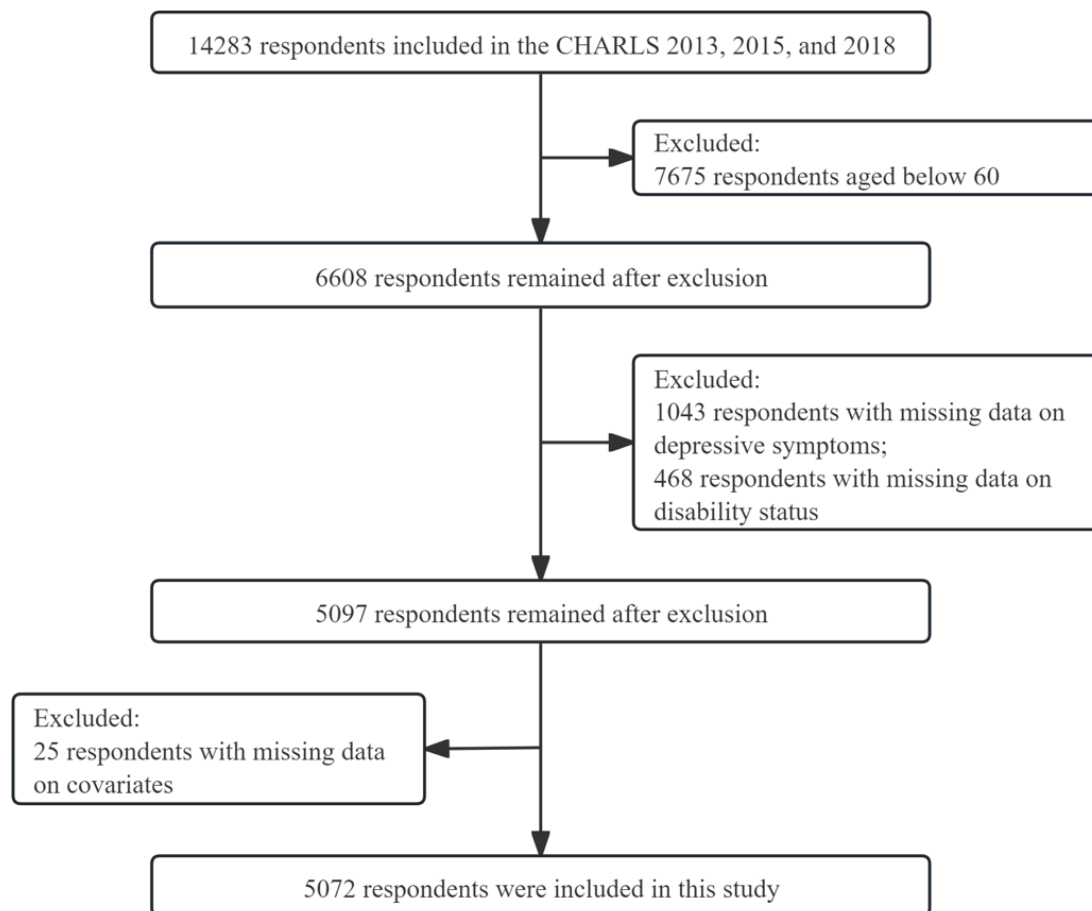 14283 respondents included in the CHARLS 2013, 2015, and 2018
Excluded:
7675 respondents aged below 60
6608 respondents remained after exclusion
Excluded:
1043 respondents with missing data on
depressive symptoms;
468 respondents with missing data on
disability status
5097 respondents remained after exclusion
Excluded:
25 respondents with missing data
on covariates
5072 respondents were included in this study